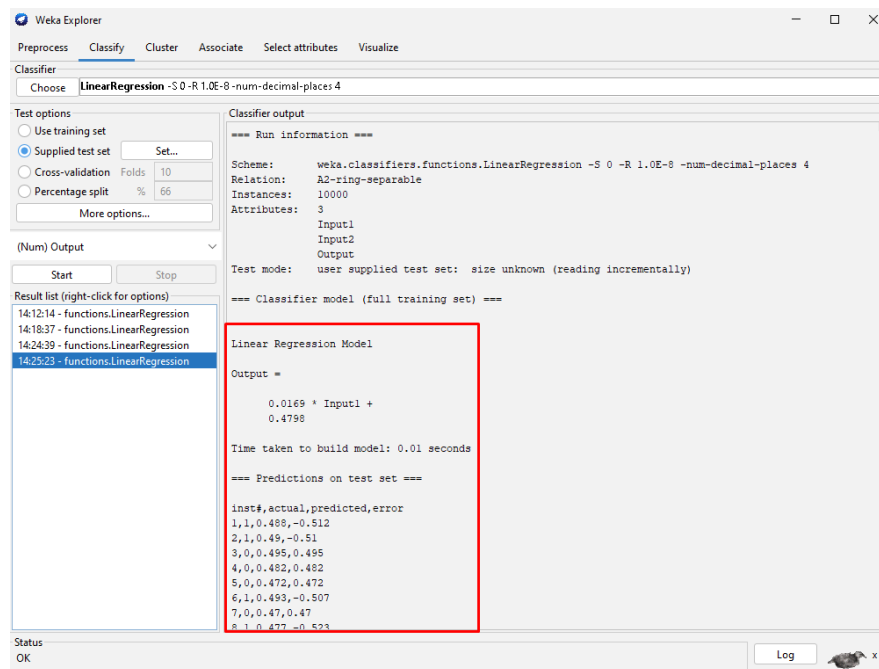 Weka Explorer
Preprocess Classify Cluster Associate Select attributes Visualize
Classifier
Choose LinearRegression -S 0 -R 1.0E-8 -num-decimal-places 4
Test options
Use training set
Supplied test set Set...
Cross-validation Folds 10
Percentage split % 66
More options...
(Num) Output
Start Stop
Result list (right-click for options)
14:12:14 - functions.LinearRegression
14:18:37 - functions.LinearRegression
14:24:39 - functions.LinearRegression
14:25:23 - functions.LinearRegression
Classifier output
=== Run information ===
Scheme: weka.classifiers.functions.LinearRegression -S 0 -R 1.0E-8 -num-decimal-places 4
Relation: A2-ring-separable
Instances: 10000
Attributes: 3
Input1
Input2
Output
Test mode: user supplied test set: size unknown (reading incrementally)
=== Classifier model (full training set) ===
Linear Regression Model
Output =
0.0169 * Input1 +
0.4798
Time taken to build model: 0.01 seconds
=== Predictions on test set ===
inst#,actual,predicted,error
1,1,0.488,-0.512
2,1,0.49,-0.51
3,0,0.495,0.495
4,0,0.482,0.482
5,0,0.472,0.472
6,1,0.493,-0.507
7,0,0.47,0.47
8,1,0.477,-0.523
Status
OK
Log
x